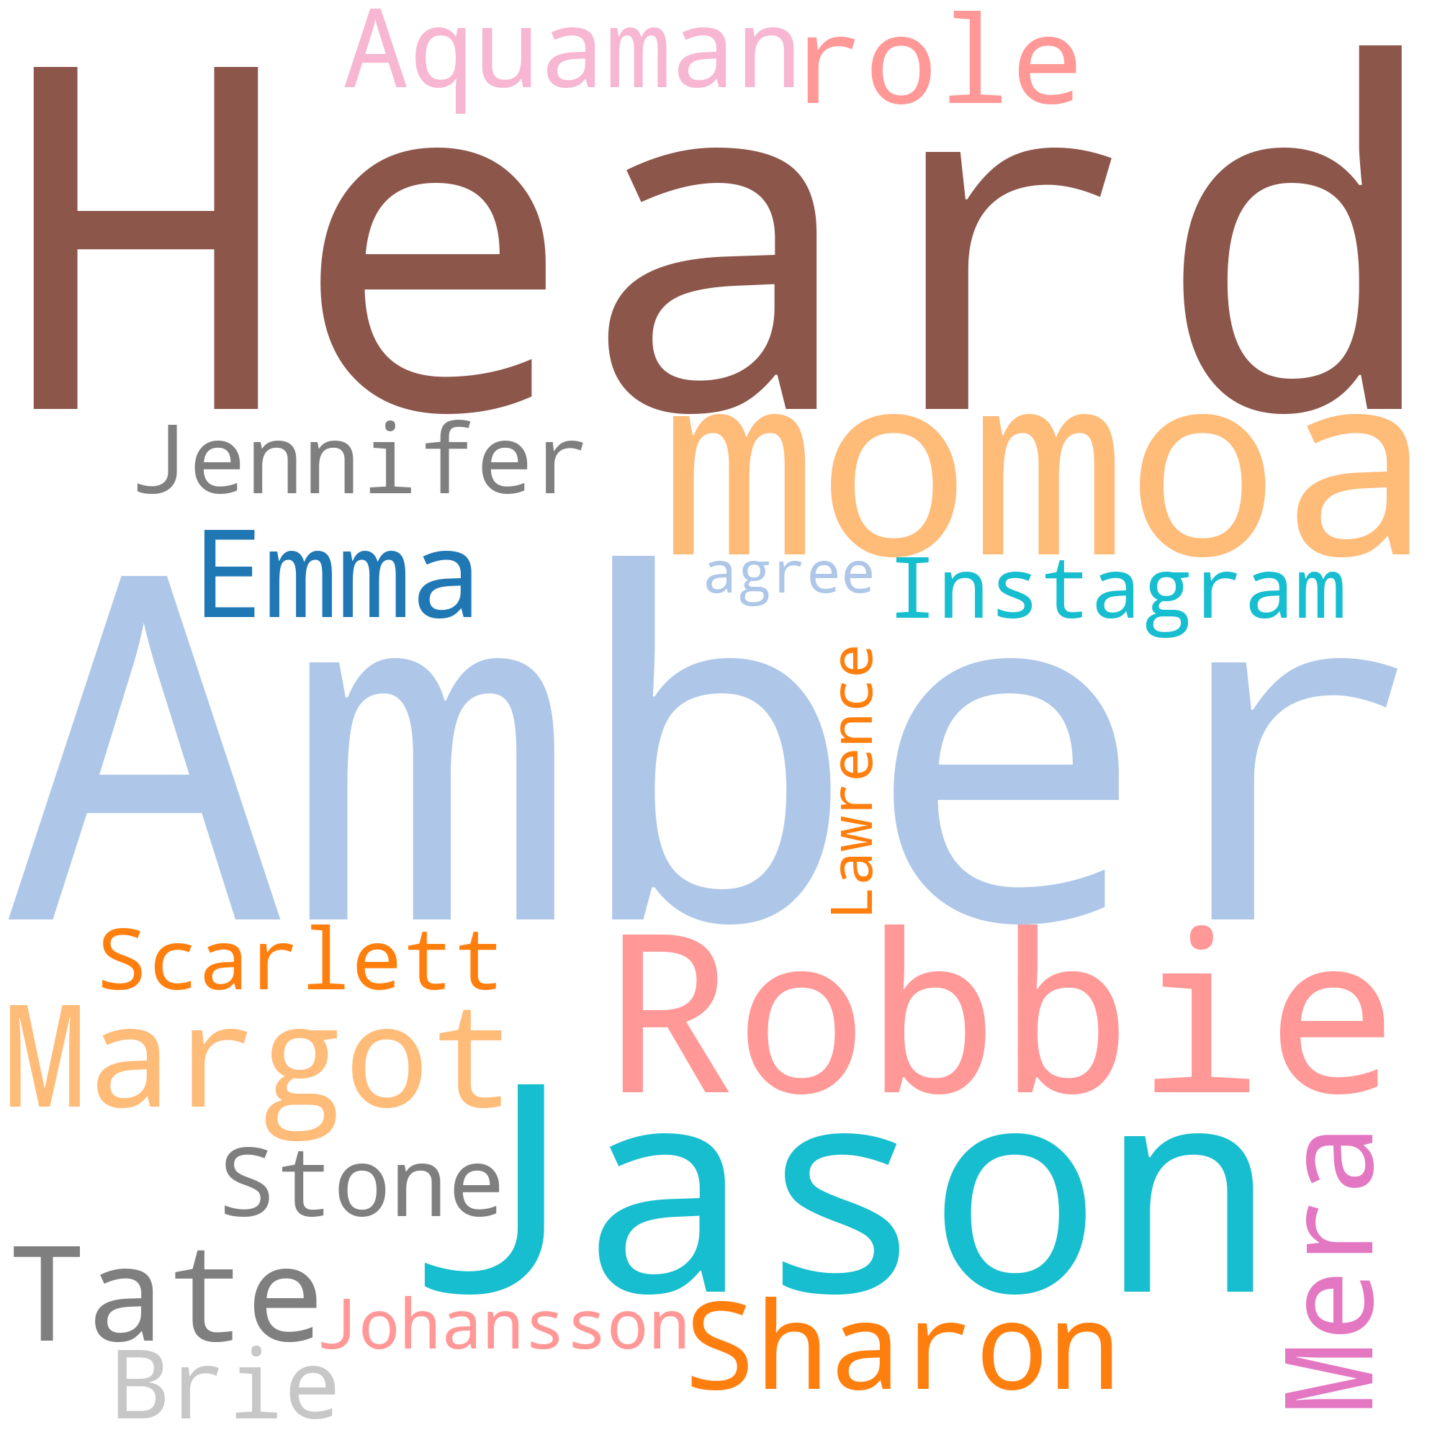 Aquaman role
Heard
Jennifer momoa
Emma agree Instagram
Amber
Lawrence
Scarlett
Robbie
Margot
Jason
Stone
Mera
Tate
Johansson Sharon
Brie